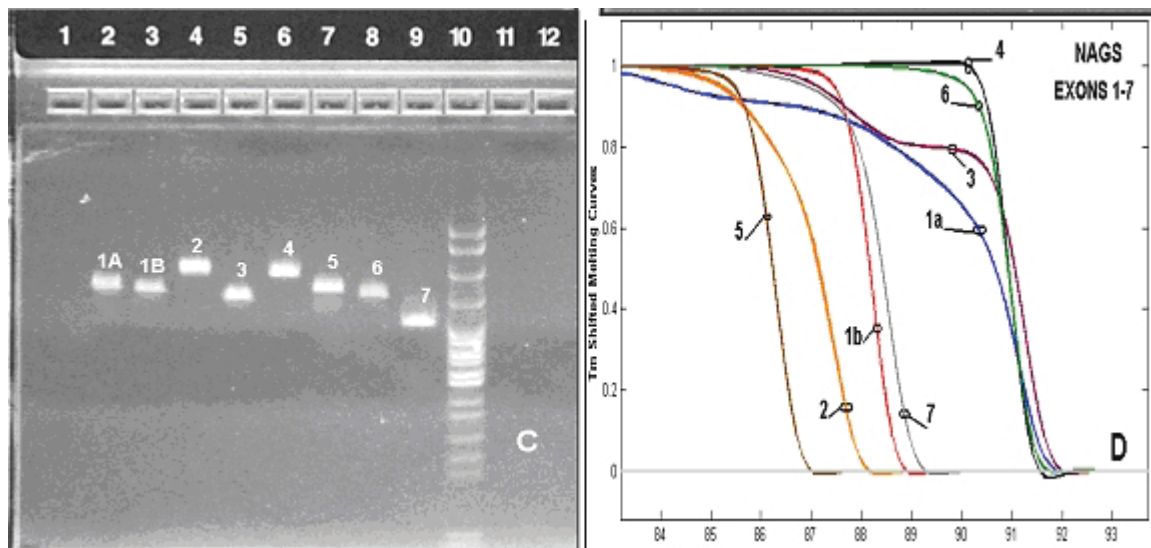 1 2 3 4 5 6 7 8 9 10 11 12
1A 1B 2 3 4 5 6 7
C
Tm Shifted Melting Curves
1
0.8
0.6
0.4
0.2
0
NAGS
EXONS 1-7
4
6
3
1a
5
1b
2
7
D
84 85 86 87 88 89 90 91 92 93